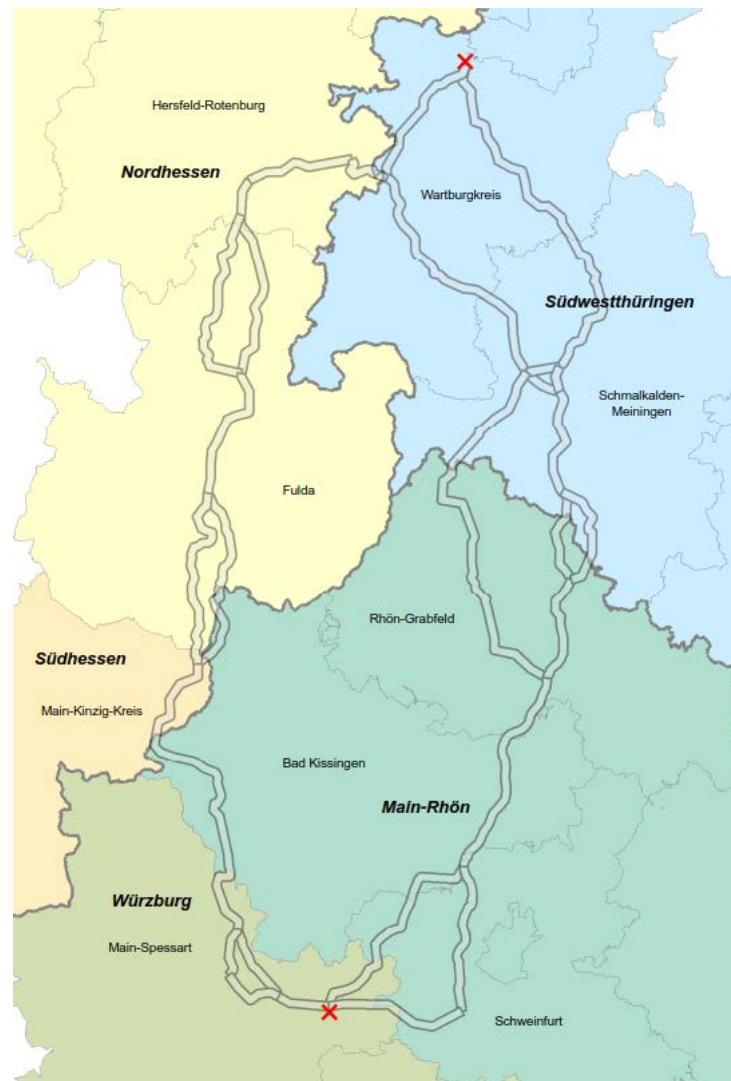 Hersfeld-Rotenburg
Nordhessen
Wartburgkreis
Südwestthüringen
Schmalkalden-
Meiningen
Fulda
Rhön-Grabfeld
Südhessen
Main-Kinzig-Kreis
Bad Kissingen
Main-Rhön
Würzburg
Main-Spessart
Schweinfurt